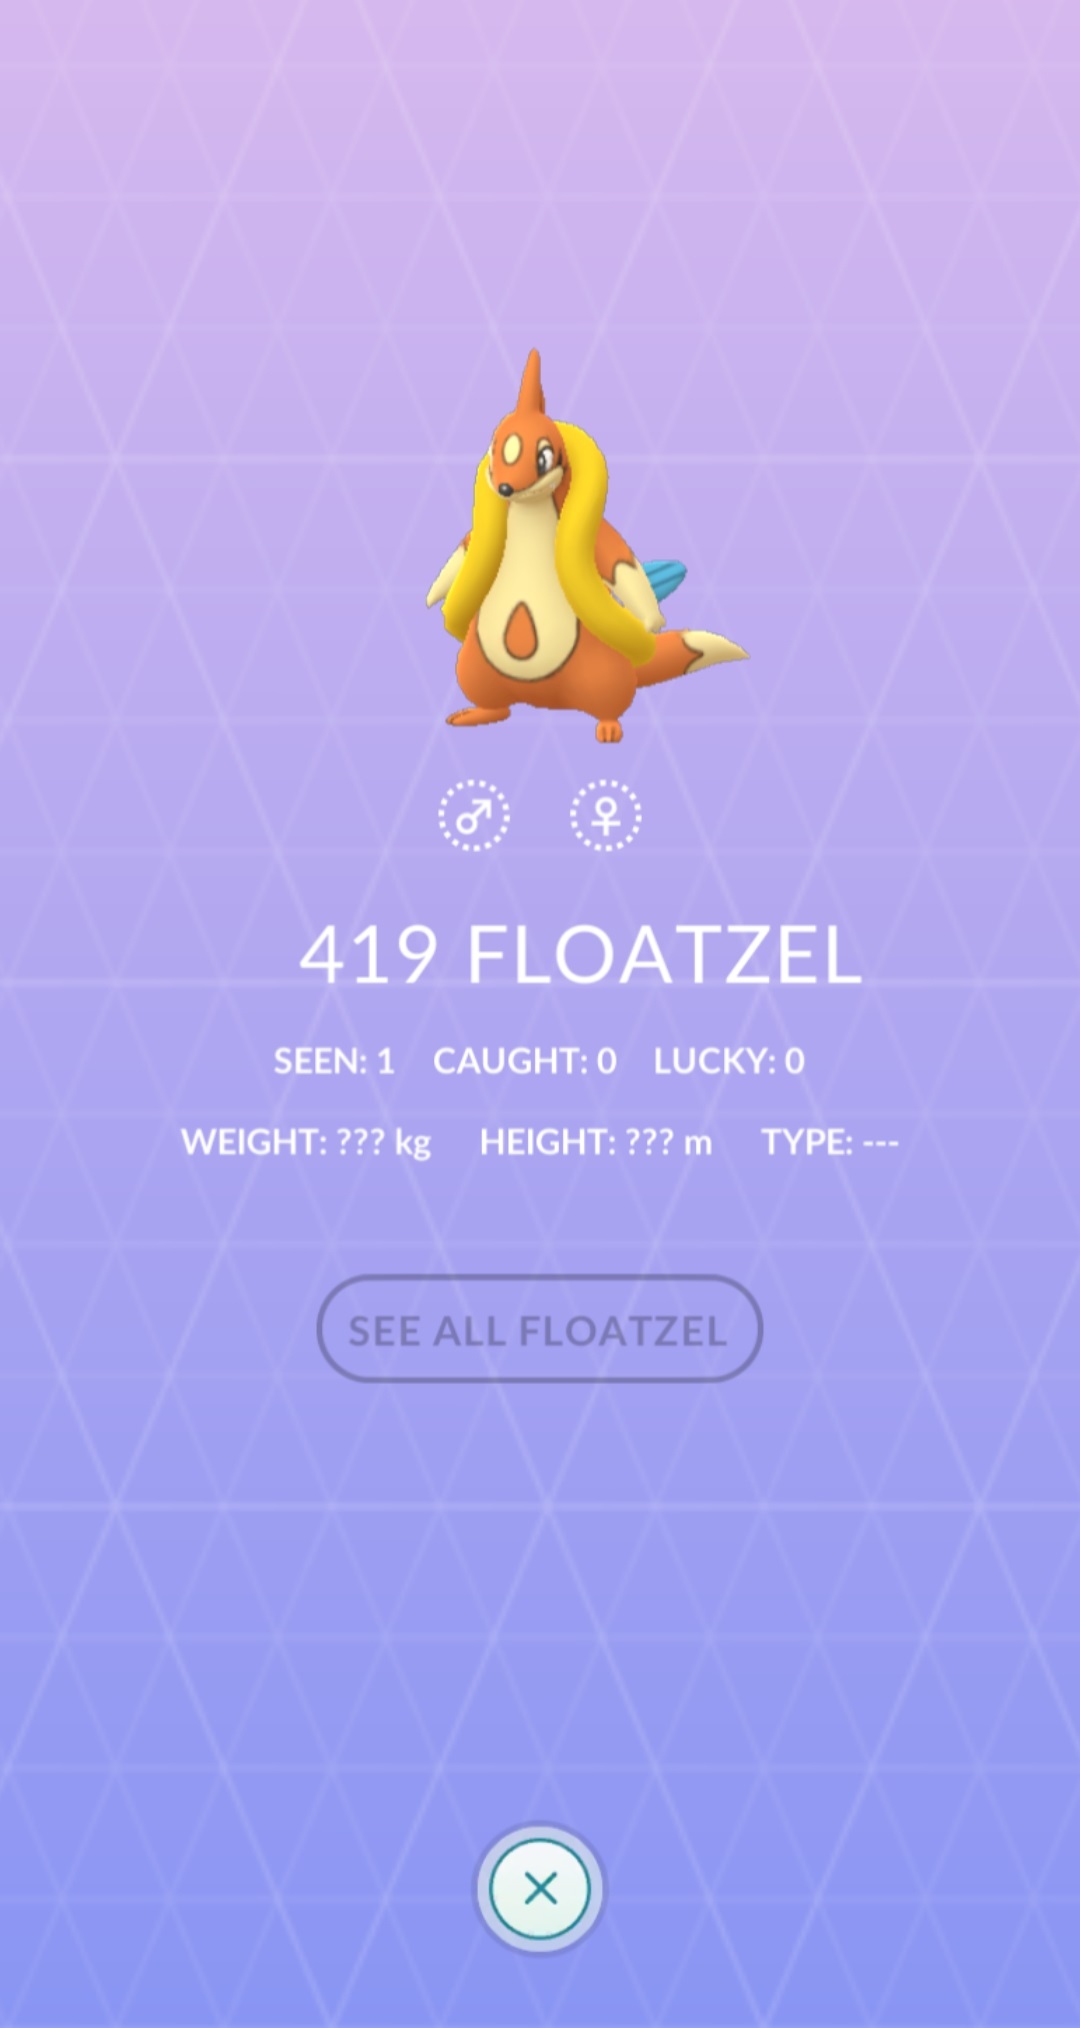 419 FLOATZEL
SEEN: 1 CAUGHT: 0 LUCKY: 0
WEIGHT: ??? kg HEIGHT: ??? m TYPE: ---
SEE ALL FLOATZEL